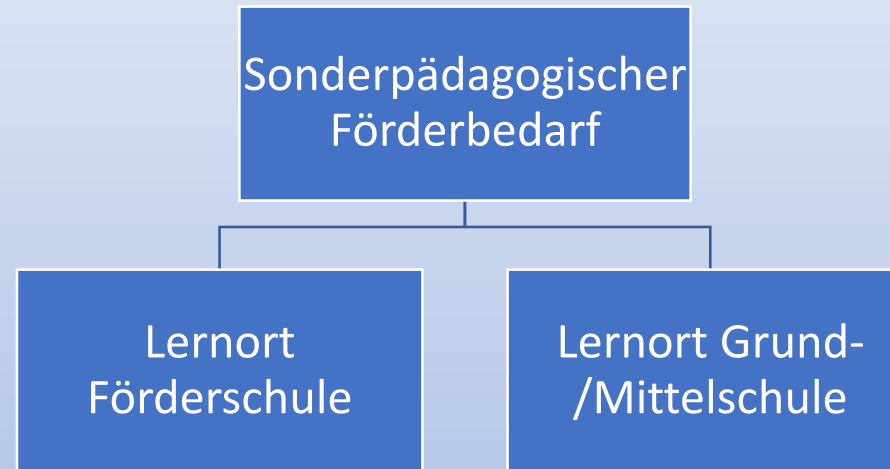 Sonderpädagogischer
Förderbedarf
Lernort
Förderschule
Lernort Grund-
/Mittelschule